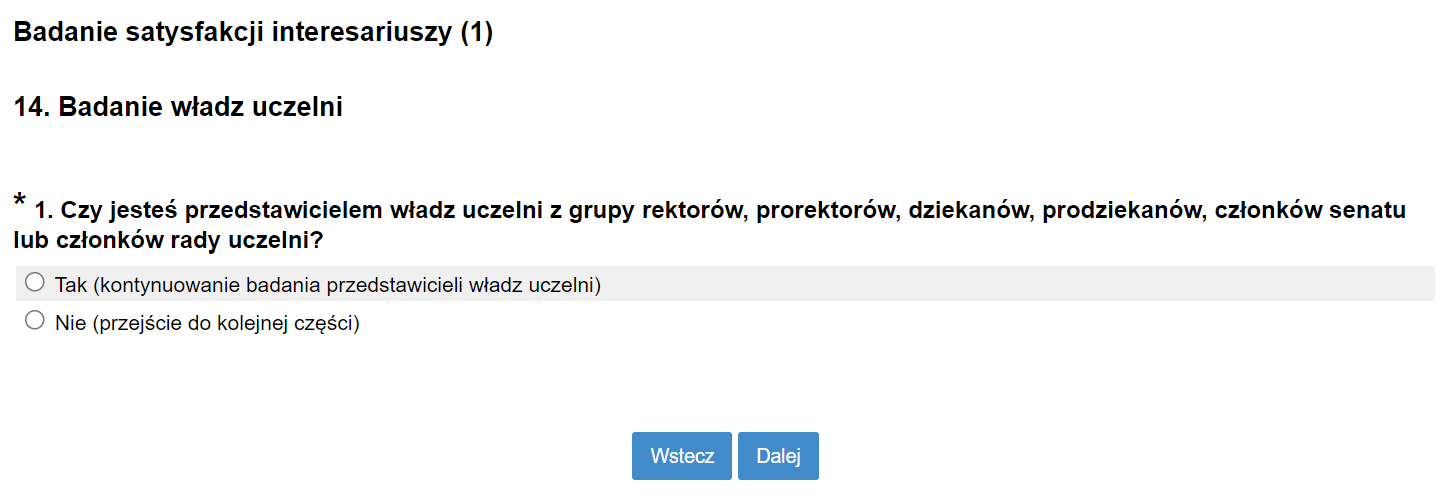 Badanie satysfakcji interesariuszy (1)
14. Badanie władz uczelni
* 1. Czy jesteś przedstawicielem władz uczelni z grupy rektorów, prorektorów, dziekanów, prodziekanów, członków senatu
lub członków rady uczelni?
Tak (kontynuowanie badania przedstawicieli władz uczelni)
Nie (przejście do kolejnej części)
Wstecz Dalej